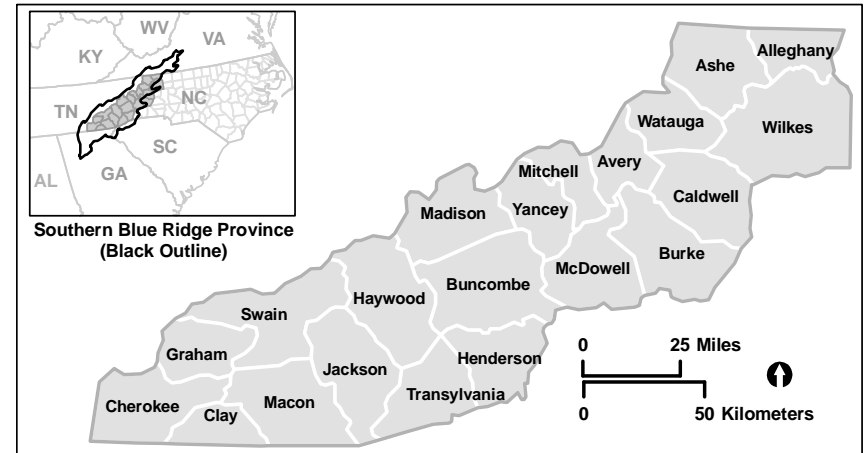 WV
VA
KY
TN
NC
SC
AL
GA
Southern Blue Ridge Province
(Black Outline)
Ashe
Alleghany
Watauga
Wilkes
Mitchell
Avery
Caldwell
Madison
Yancey
McDowell
Burke
Buncombe
Haywood
Swain
Graham
Jackson
Henderson
Transylvania
Cherokee
Clay
Macon
0 25 Miles
0 50 Kilometers